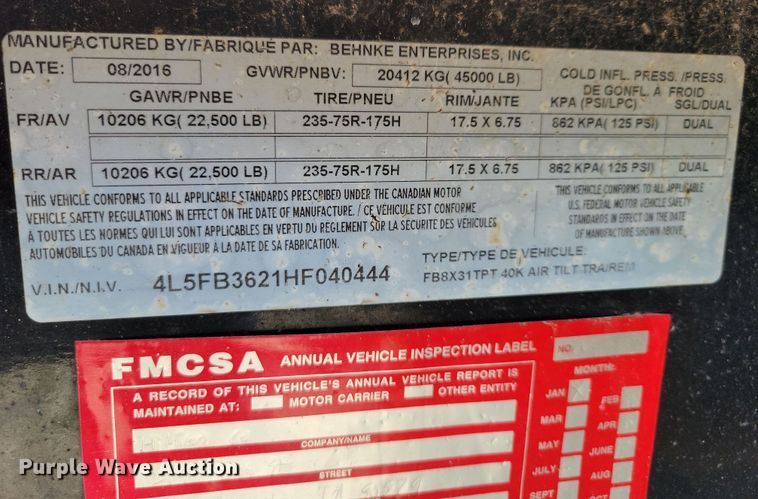 MANUFACTURED BY/FABRIQUE PAR: BEHNKE ENTERPRISES, INC.
DATE: 08/2016 GVWR/PNBV: 20412 KG( 45000 LB) COLD INFL. PRESS./PRESS. DE GONFL. À FROID
GAWR/PNBE TIRE/PNEU RIM/JANTE KPA (PSI/LPC) SGL/DUAL
FR/AV 10206 KG( 22,500 LB) 235-75R-175H 17.5 X 6.75 862 KPA( 125 PSI) DUAL
RR/AR 10206 KG( 22,500 LB) 235-75R-175H 17.5 X 6.75 862 KPA( 125 PSI) DUAL
THIS VEHICLE CONFORMS TO ALL APPLICABLE STANDARDS PRESCRIBED UNDER THE CANADIAN MOTOR
VEHICLE SAFETY REGULATIONS IN EFFECT ON THE DATE OF MANUFACTURE. / CE VÉHICULE EST CONFORME
À TOUTES LES NORMES QUI LUI SONT APPLICABLES EN VERTU DU RÈGLEMENT SUR LA SÉCURITÉ DES VÉHICULES
AUTOMOBILES DU CANADA EN VIGUEUR À LA DATE DE SA FABRICATION.
THIS VEHICLE CONFORMS TO ALL APPLICABLE
U.S. FEDERAL MOTOR VEHICLE SAFETY
STANDARDS IN EFFECT ON THE DATE
OF MANUFACTURE SHOWN ABOVE.
V.I.N./N.I.V. 4L5FB3621HF040444
TYPE/TYPE DE VÉHICULE:
FB8X31TPT 40K AIR TILT TRA/REM
FMCSA ANNUAL VEHICLE INSPECTION LABEL NO.
A RECORD OF THIS VEHICLE'S ANNUAL VEHICLE REPORT IS
MAINTAINED AT: MOTOR CARRIER OTHER ENTITY
MONTH:
JAN FEB
MAR APR
MAY JUN
JULY AUG
SEPT OCT
COMPANY/NAME
STREET
Purple Wave Auction